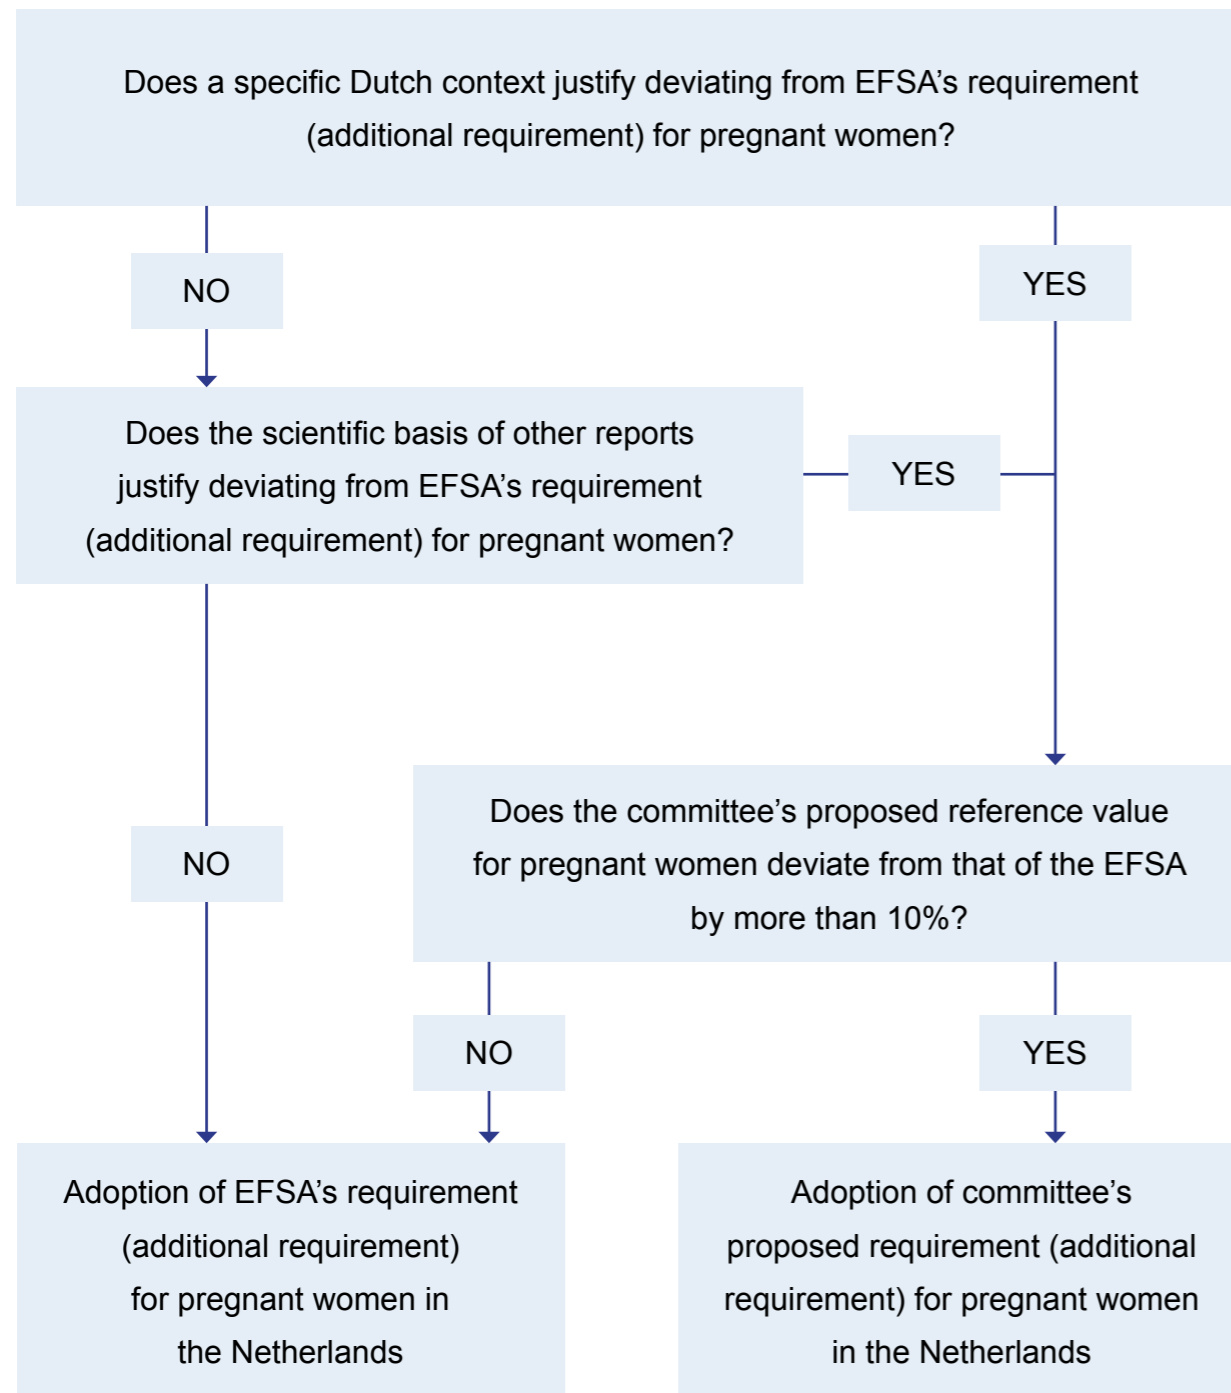 Does a specific Dutch context justify deviating from EFSA’s requirement
(additional requirement) for pregnant women?
NO
YES
Does the scientific basis of other reports
justify deviating from EFSA’s requirement
(additional requirement) for pregnant women?
YES
Does the committee’s proposed reference value
for pregnant women deviate from that of the EFSA
by more than 10%?
NO
NO
YES
Adoption of EFSA’s requirement
(additional requirement)
for pregnant women in
the Netherlands
Adoption of committee’s
proposed requirement (additional
requirement) for pregnant women
in the Netherlands